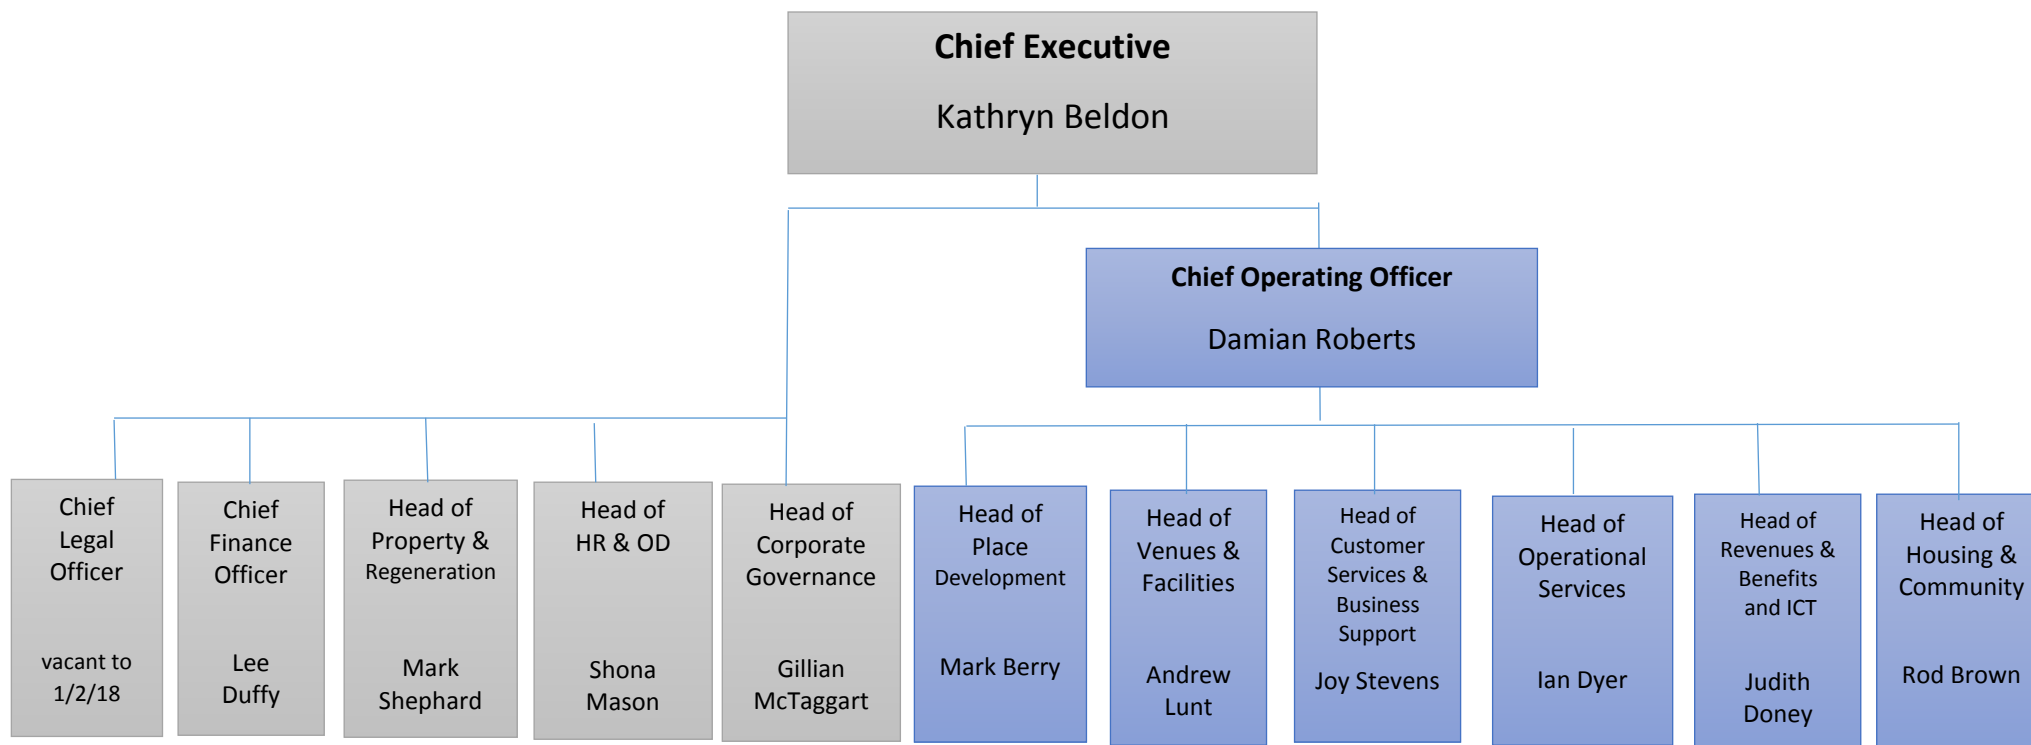 Chief Executive
Kathryn Beldon
Chief Operating Officer
Damian Roberts
Chief
Legal
Officer
vacant to
1/2/18
Chief
Finance
Officer
Lee
Duffy
Head of
Property &
Regeneration
Mark
Shephard
Head of
HR & OD
Shona
Mason
Head of
Corporate
Governance
Gillian
McTaggart
Head of
Place
Development
Mark Berry
Head of
Venues &
Facilities
Andrew
Lunt
Head of
Customer
Services &
Business
Support
Joy Stevens
Head of
Operational
Services
Ian Dyer
Head of
Revenues &
Benefits
and ICT
Judith
Doney
Head of
Housing &
Community
Rod Brown